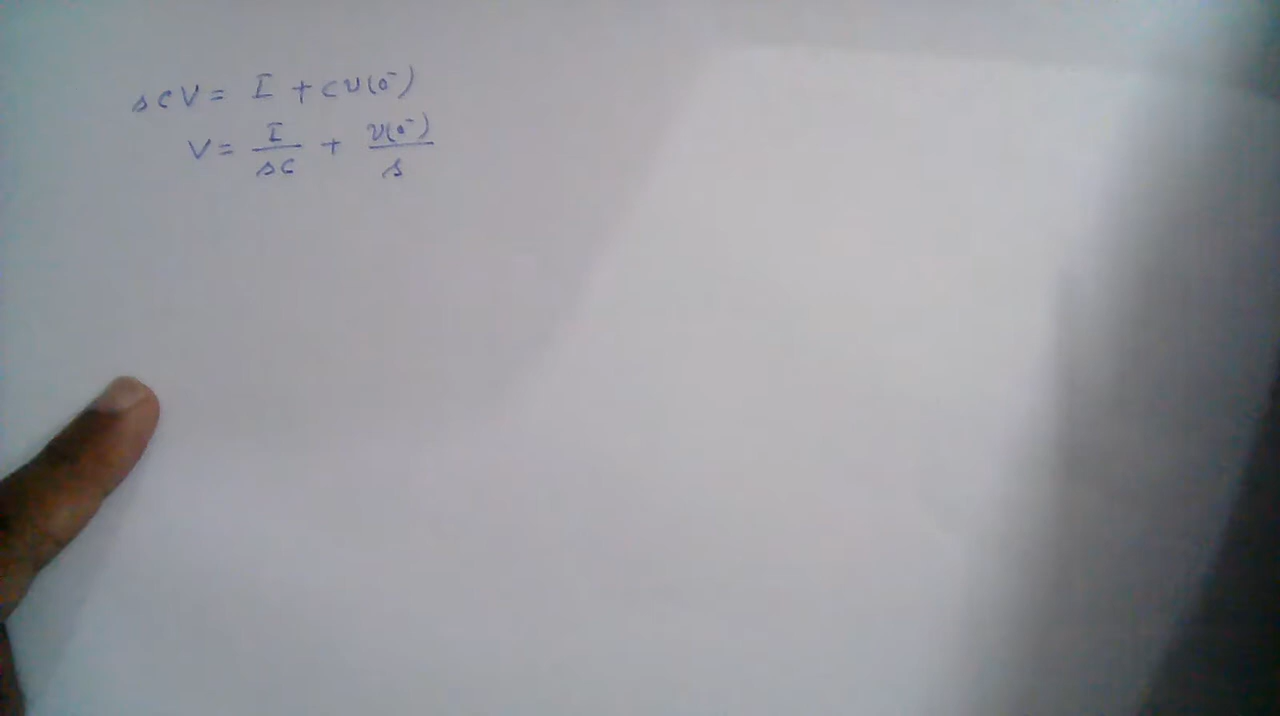 sCV = I + Cv(0⁻)
V = I/sC + v(0⁻)/s